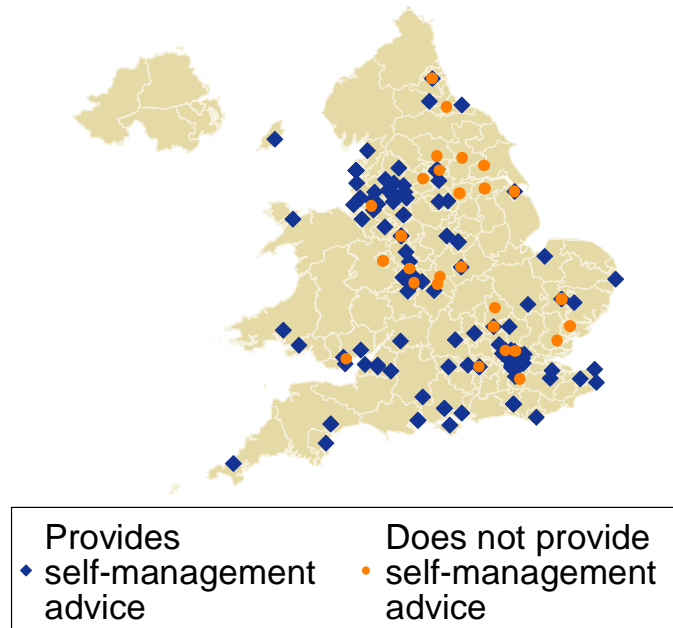 Provides
self-management
advice
Does not provide
self-management
advice